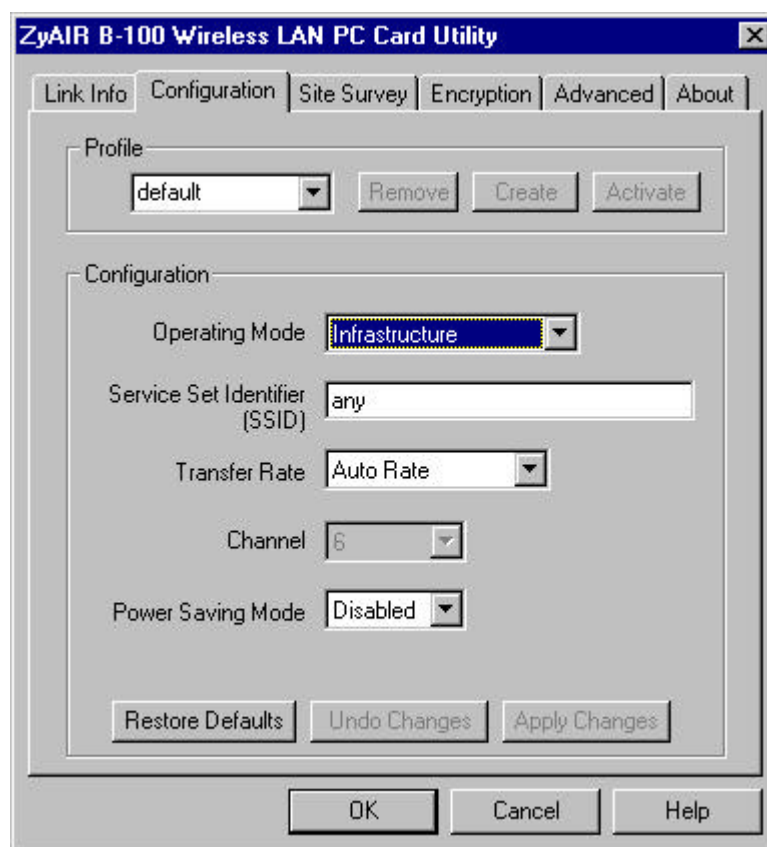 ZyAIR B-100 Wireless LAN PC Card Utility
Link Info Configuration Site Survey Encryption Advanced About
Profile
default Remove Create Activate
Configuration
Operating Mode Infrastructure
Service Set Identifier
(SSID) any
Transfer Rate Auto Rate
Channel 6
Power Saving Mode Disabled
Restore Defaults Undo Changes Apply Changes
OK Cancel Help